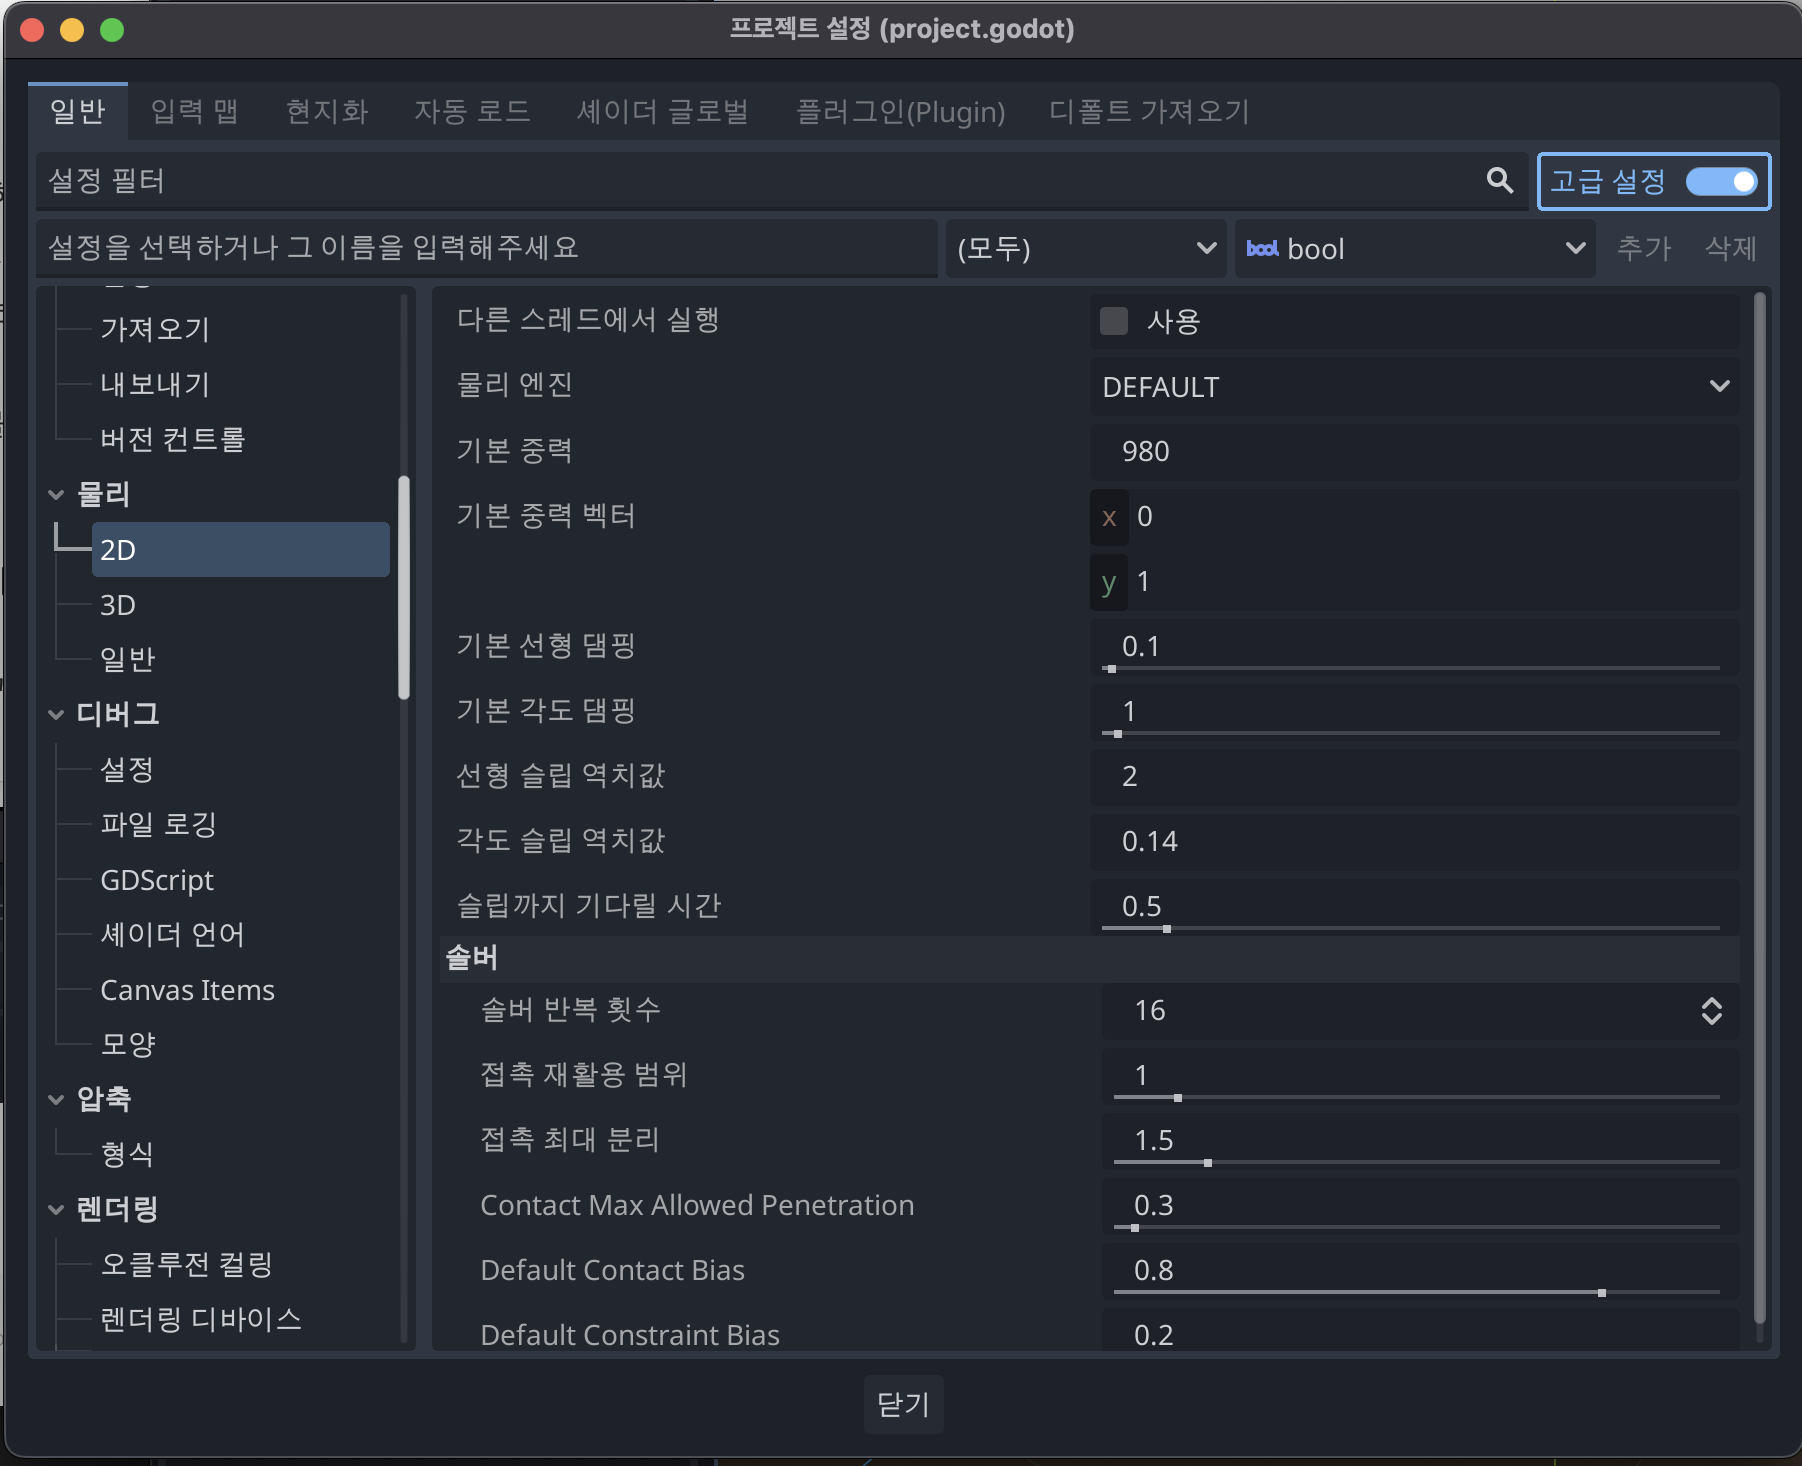 프로젝트 설정 (project.godot)
일반 입력 맵 현지화 자동 로드 셰이더 글로벌 플러그인(Plugin) 디폴트 가져오기
설정 필터 고급 설정
설정을 선택하거나 그 이름을 입력해주세요 (모두) bool bool 추가 삭제
가져오기
내보내기
버전 컨트롤
물리
2D
3D
일반
디버그
설정
파일 로깅
GDScript
셰이더 언어
Canvas Items
모양
압축
형식
렌더링
오클루전 컬링
렌더링 디바이스
다른 스레드에서 실행 사용
물리 엔진 DEFAULT
기본 중력 980
기본 중력 벡터 x 0
y 1
기본 선형 댐핑 0.1
기본 각도 댐핑 1
선형 슬립 역치값 2
각도 슬립 역치값 0.14
슬립까지 기다릴 시간 0.5
솔버
솔버 반복 횟수 16
접촉 재활용 범위 1
접촉 최대 분리 1.5
Contact Max Allowed Penetration 0.3
Default Contact Bias 0.8
Default Constraint Bias 0.2
닫기